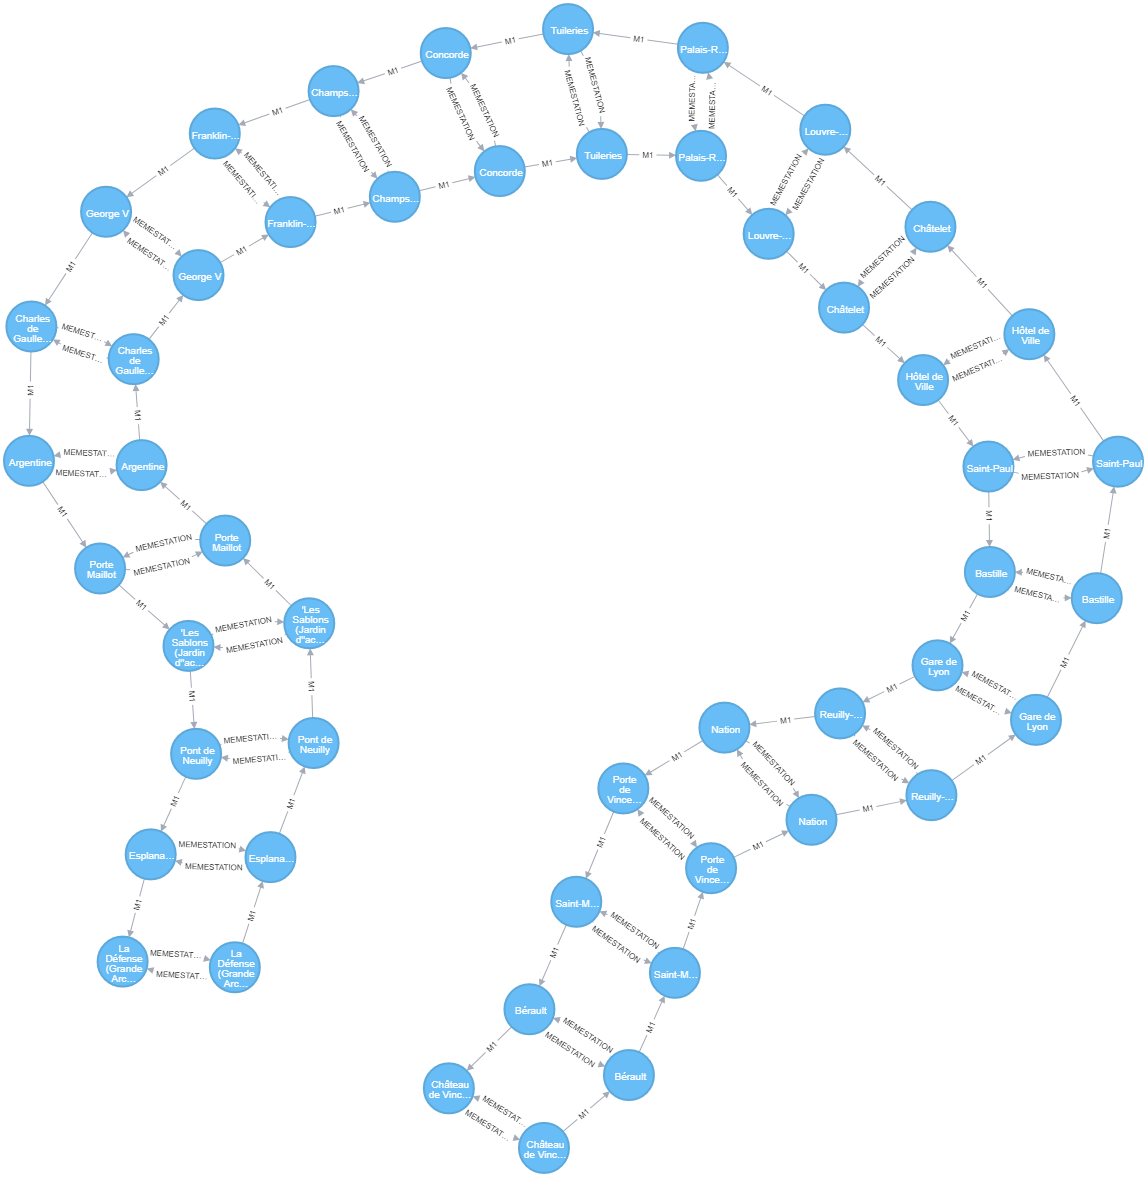 Tuileries
M1
M1
Concorde
Palais-R...
M1
MEMESTATION
MEMESTATION
M1
Champs...
MEMESTATION
MEMESTATION
MEMESTA...
MEMESTA...
M1
M1
Louvre-...
Franklin-...
MEMESTATION
MEMESTATION
Tuileries
M1
Palais-R...
M1
Concorde
M1
MEMESTATION
MEMESTATION
M1
MEMESTATI...
MEMESTATI...
Champs...
M1
M1
George V
Franklin-...
M1
Louvre-...
Châtelet
MEMESTAT...
MEMESTAT...
M1
M1
MEMESTATION
MEMESTATION
M1
George V
M1
Châtelet
M1
Charles
de
Gaulle...
MEMEST...
MEMEST...
M1
Charles
de
Gaulle...
M1
Hôtel de
Ville
MEMESTATI...
MEMESTATI...
Hôtel de
Ville
M1
M1
M1
M1
Argentine
MEMESTAT...
MEMESTAT...
Argentine
Saint-Paul
MEMESTATION
MEMESTATION
Saint-Paul
M1
M1
M1
M1
Porte
Maillot
MEMESTATION
MEMESTATION
Porte
Maillot
Bastille
MEMESTA...
MEMESTA...
Bastille
M1
M1
M1
M1
'Les
Sablons
(Jardin
d''ac...
MEMESTATION
MEMESTATION
'Les
Sablons
(Jardin
d''ac...
Gare de
Lyon
MEMESTAT...
MEMESTAT...
Gare de
Lyon
M1
M1
M1
Reuilly-...
M1
Nation
MEMESTATION
MEMESTATION
M1
Pont de
Neuilly
MEMESTATI...
MEMESTATI...
Pont de
Neuilly
M1
Reuilly-...
MEMESTATION
MEMESTATION
M1
Nation
Porte
de
Vince...
M1
M1
MEMESTATION
MEMESTATION
M1
Porte
de
Vince...
M1
Esplana...
MEMESTATION
MEMESTATION
Esplana...
M1
M1
Saint-M...
M1
MEMESTATION
MEMESTATION
La
Défense
(Grande
Arc...
MEMESTAT...
MEMESTAT...
La
Défense
(Grande
Arc...
M1
Saint-M...
Bérault
M1
MEMESTATION
MEMESTATION
M1
Bérault
Château
de Vinc...
MEMESTAT...
MEMESTAT...
M1
Château
de Vinc...